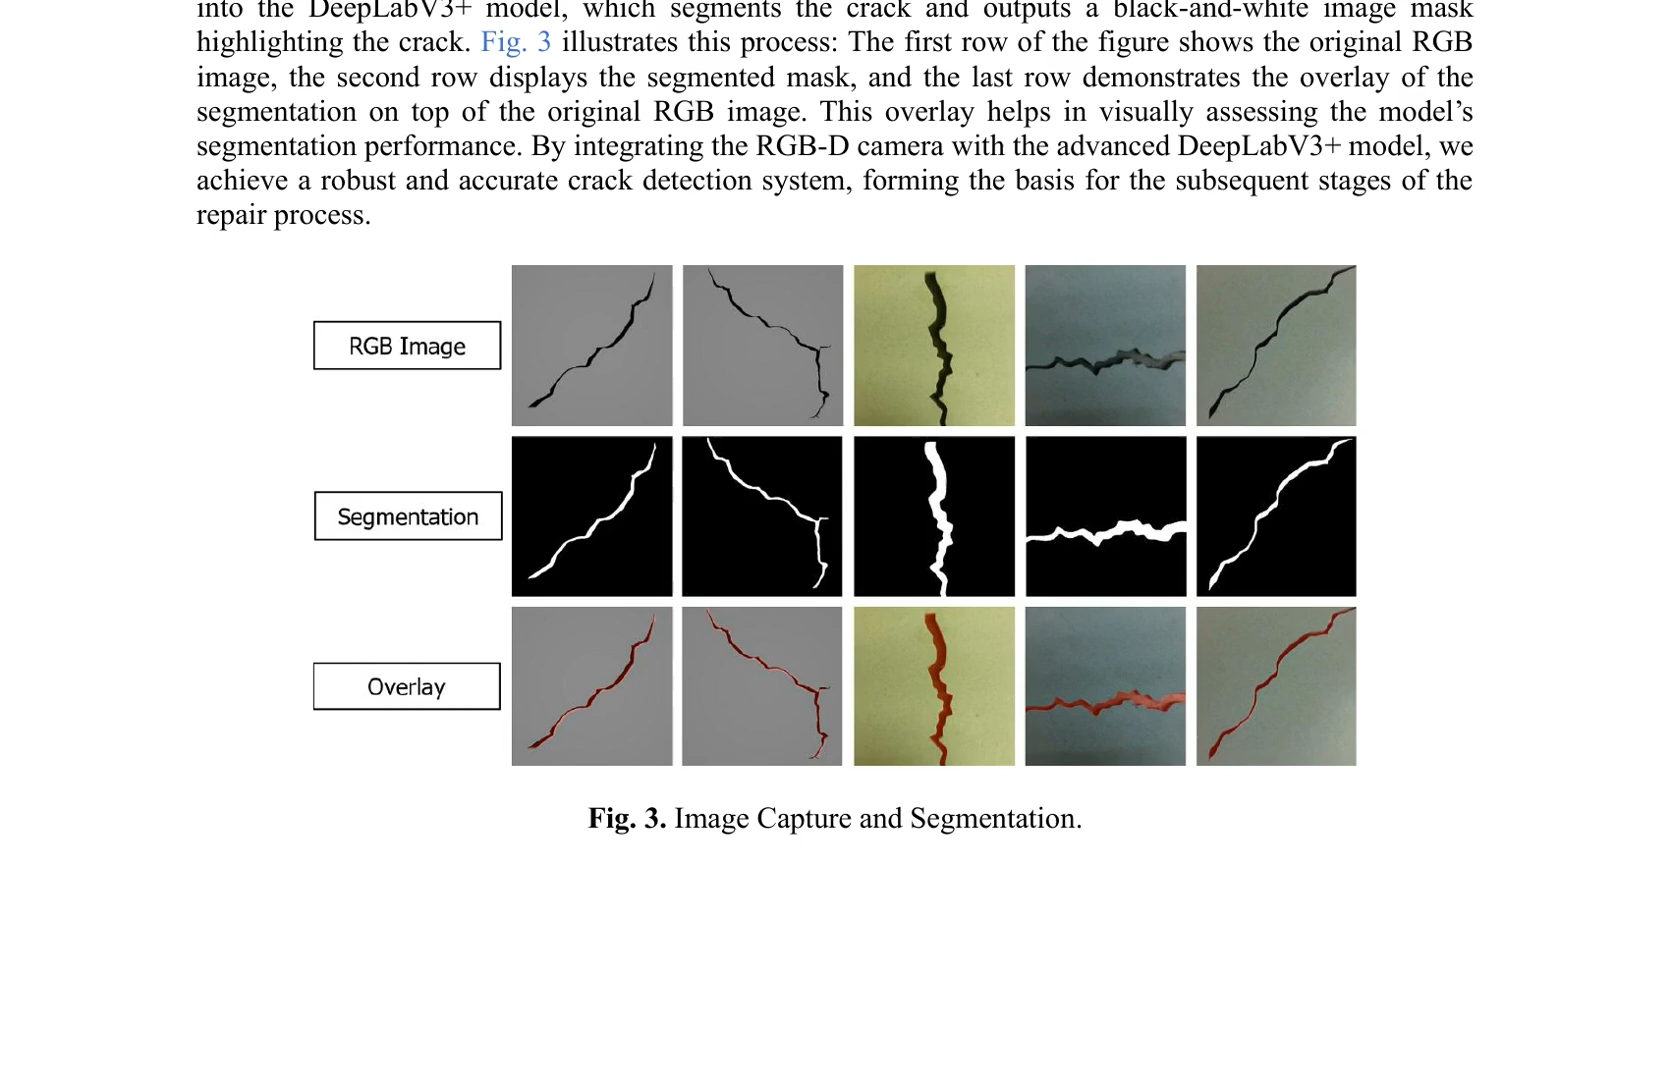 into the DeepLabV3+ model, which segments the crack and outputs a black-and-white image mask
highlighting the crack. Fig. 3 illustrates this process: The first row of the figure shows the original RGB
image, the second row displays the segmented mask, and the last row demonstrates the overlay of the
segmentation on top of the original RGB image. This overlay helps in visually assessing the model’s
segmentation performance. By integrating the RGB-D camera with the advanced DeepLabV3+ model, we
achieve a robust and accurate crack detection system, forming the basis for the subsequent stages of the
repair process.
RGB Image
Segmentation
Overlay
Fig. 3. Image Capture and Segmentation.